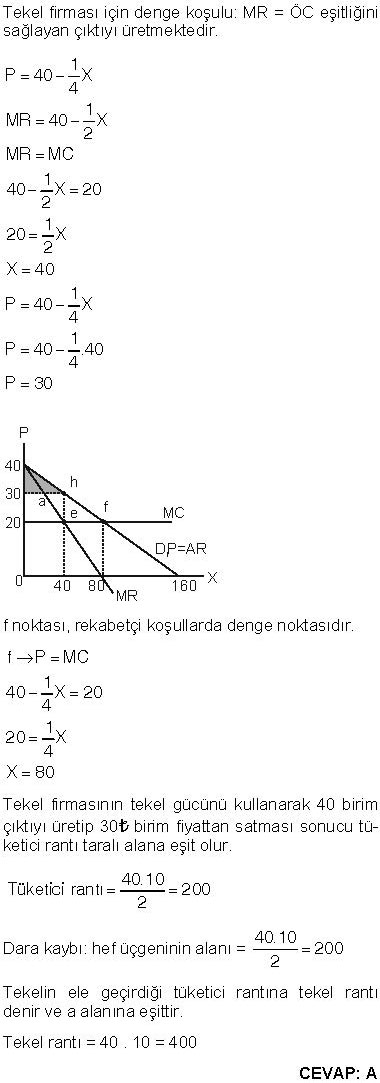 Tekel firması için denge koşulu: MR = ÖC eşitliğini
sağlayan çıktıyı üretmektedir.
P = 40 − 1/4 X
MR = 40 − 1/2 X
MR = MC
40 − 1/2 X = 20
20 = 1/2 X
X = 40
P = 40 − 1/4 X
P = 40 − 1/4 .40
P = 30
P
40
h
30
a
f
e
MC
20
D,P=AR
0
40
80
160
X
MR
f noktası, rekabetçi koşullarda denge noktasıdır.
f → P = MC
40 − 1/4 X = 20
20 = 1/4 X
X = 80
Tekel firmasının tekel gücünü kullanarak 40 birim
çıktıyı üretip 30₺ birim fiyattan satması sonucu tü-
ketici rantı taralı alana eşit olur.
Tüketici rantı = 40.10/2 = 200
Dara kaybı: hef üçgeninin alanı = 40.10/2 = 200
Tekelin ele geçirdiği tüketici rantına tekel rantı
denir ve a alanına eşittir.
Tekel rantı = 40 . 10 = 400
CEVAP: A